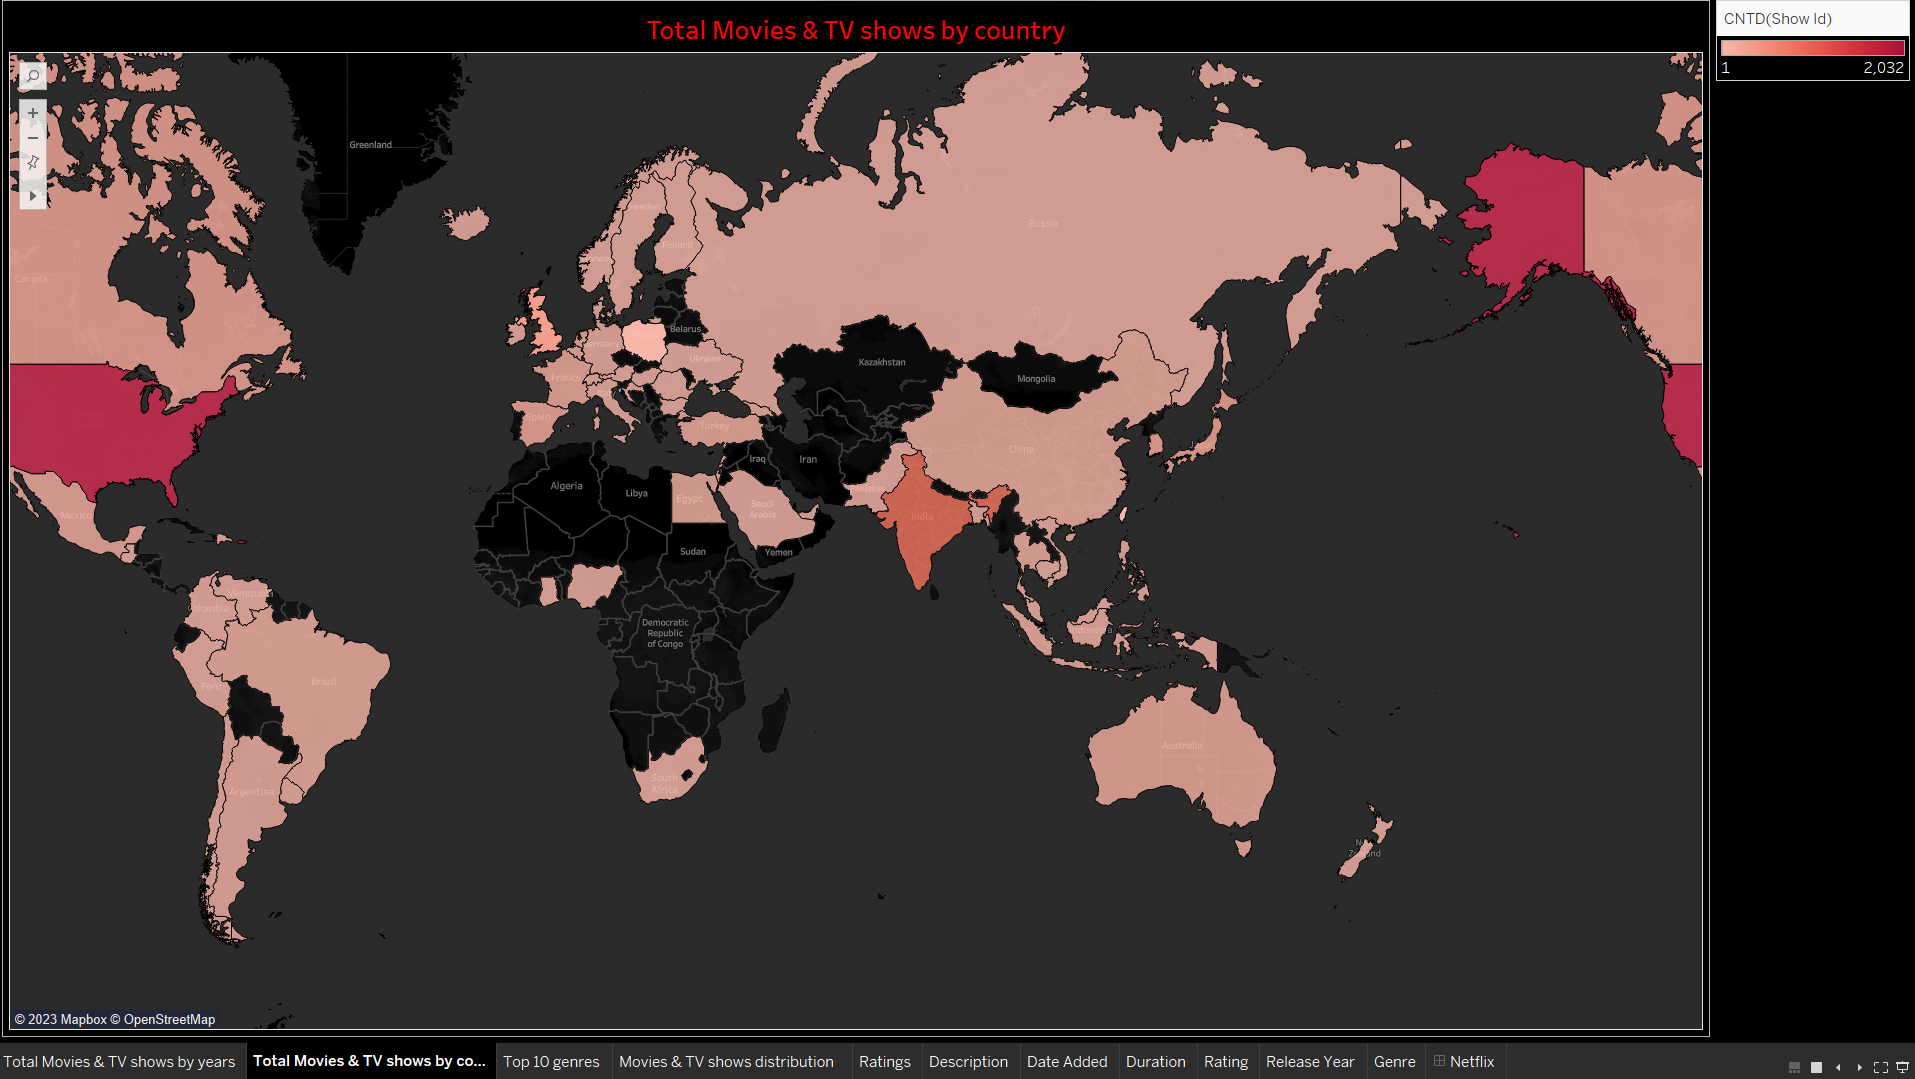 Total Movies & TV shows by country
CNTD(Show Id)
1
2,032
Greenland
Sweden
Finland
Russia
Canada
Belarus
Germany
Ukraine
France
Kazakhstan
Mongolia
Spain
Turkey
China
Iraq
Iran
Algeria
Libya
Egypt
Saudi
Arabia
India
Mexico
Sudan
Yemen
Venezuela
Colombia
Democratic
Republic
of Congo
Brazil
Peru
Australia
South
Africa
Argentina
© 2023 Mapbox © OpenStreetMap
Total Movies & TV shows by years
Total Movies & TV shows by co...
Top 10 genres
Movies & TV shows distribution
Ratings
Description
Date Added
Duration
Rating
Release Year
Genre
Netflix